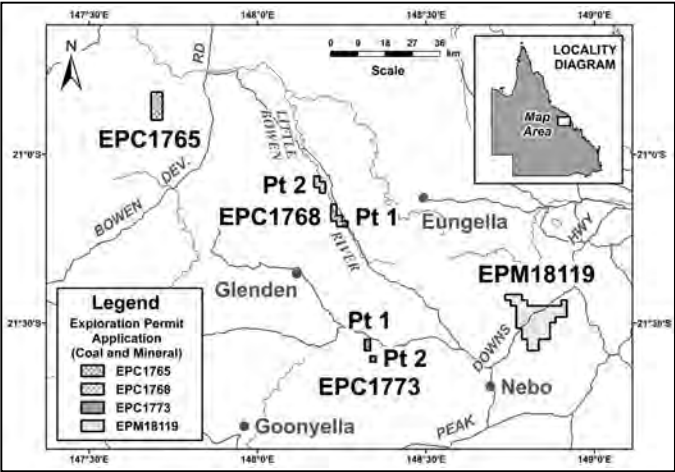 147°30'E
148°0'E
148°30'E
149°0'E
N
0 9 18 27 36
km
Scale
LOCALITY
DIAGRAM
Map
Area
RD
EPC1765
LITTLE
BOWEN
RIVER
21°0'S
21°0'S
DEV.
BOWEN
Pt 2
EPC1768
Pt 1
Eungella
HWY
Glenden
EPM18119
Legend
Exploration Permit
Application
(Coal and Mineral)
EPC1765
EPC1768
EPC1773
EPM18119
21°30'S
21°30'S
Pt 1
Pt 2
EPC1773
DOWNS
Nebo
PEAK
Goonyella
147°30'E
148°0'E
148°30'E
149°0'E